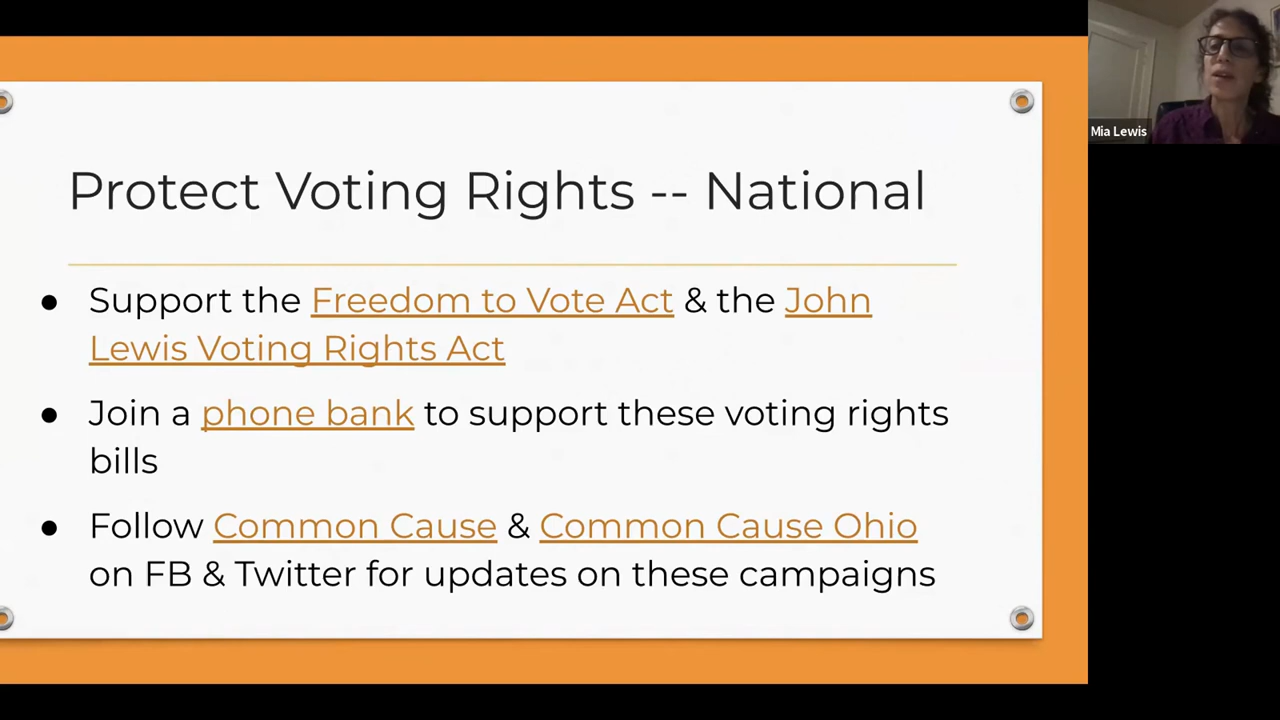 Protect Voting Rights -- National
● Support the Freedom to Vote Act & the John
Lewis Voting Rights Act
● Join a phone bank to support these voting rights
bills
● Follow Common Cause & Common Cause Ohio
on FB & Twitter for updates on these campaigns
Mia Lewis